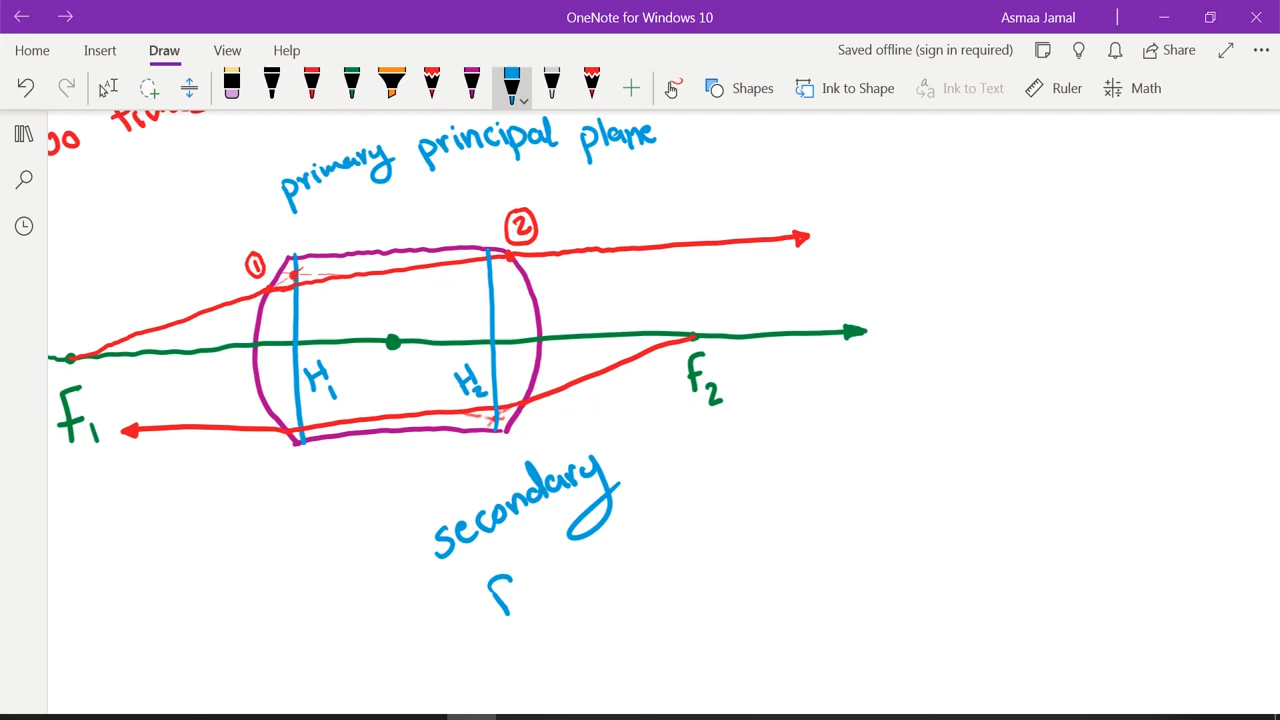 OneNote for Windows 10
Asmaa Jamal
Home Insert Draw View Help
Saved offline (sign in required)
Share
Shapes
Ink to Shape
Ink to Text
Ruler
Math
primary principal plane
1
2
H1
H2
F1
F2
secondary